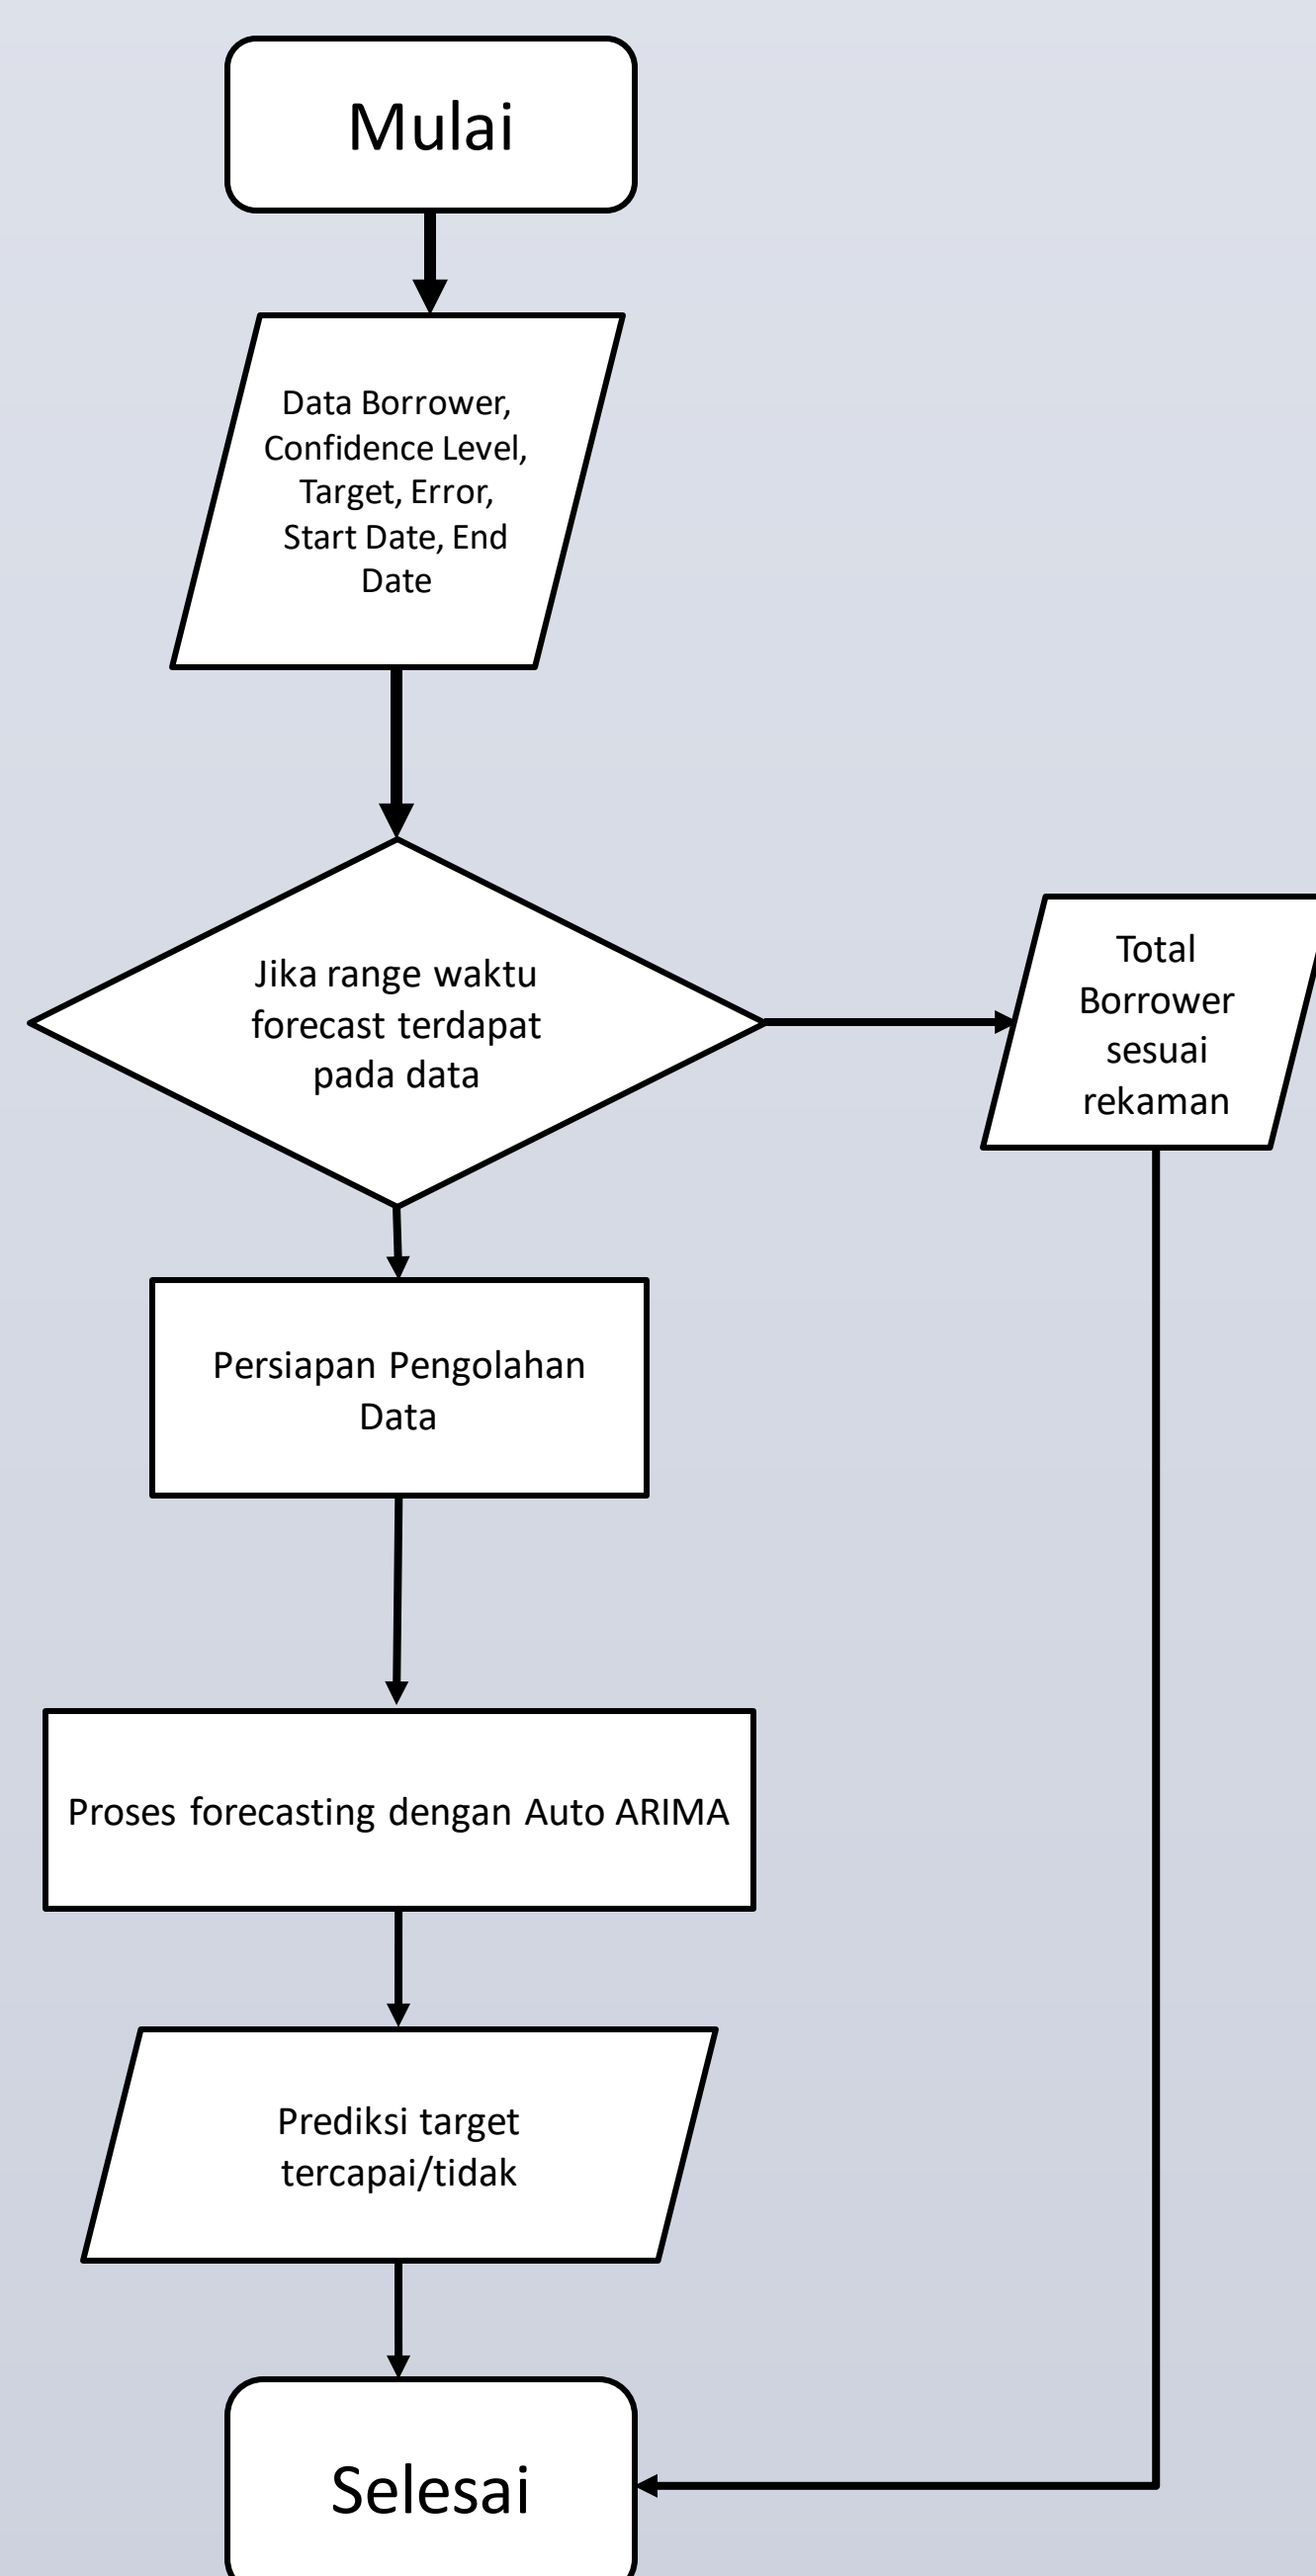 Mulai
Data Borrower,
Confidence Level,
Target, Error,
Start Date, End
Date
Jika range waktu
forecast terdapat
pada data
Total
Borrower
sesuai
rekaman
Persiapan Pengolahan
Data
Proses forecasting dengan Auto ARIMA
Prediksi target
tercapai/tidak
Selesai